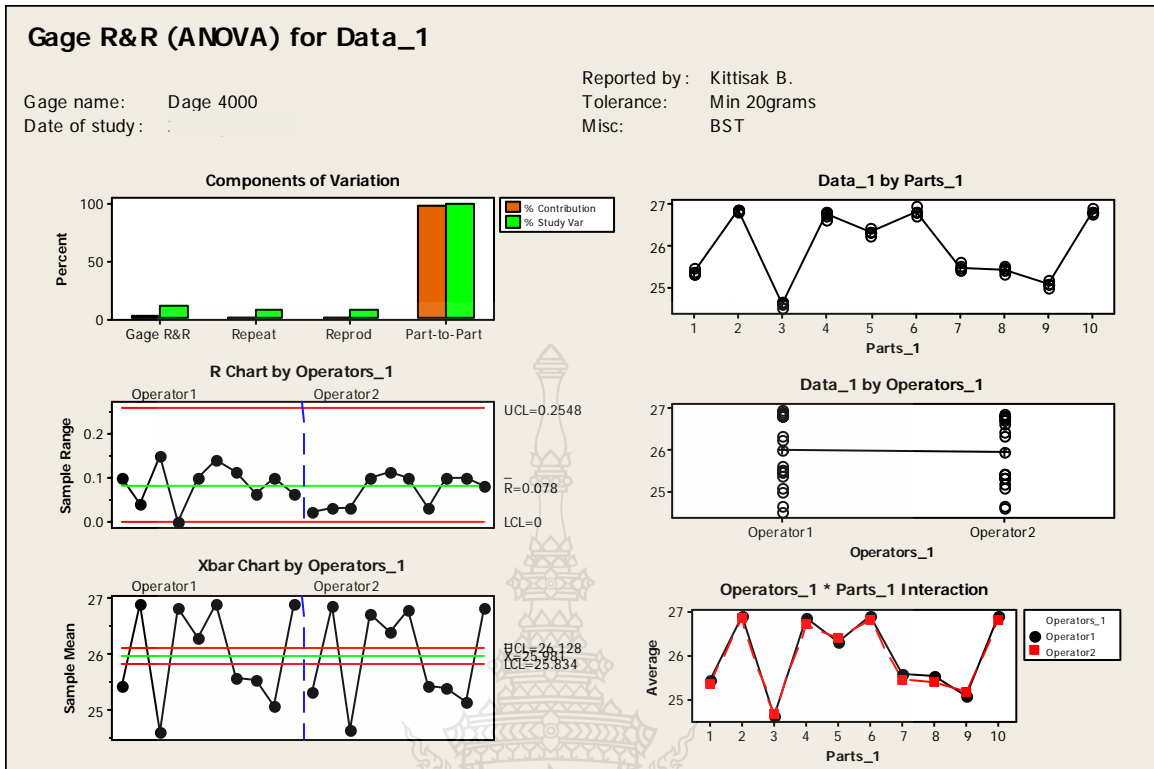 Gage R&R (ANOVA) for Data_1
Gage name: Dage 4000
Date of study:
Reported by: Kittisak B.
Tolerance: Min 20grams
Misc: BST
Components of Variation
Percent
100
50
0
Gage R&R Repeat Reprod Part-to-Part
% Contribution
% Study Var
R Chart by Operators_1
Operator1 Operator2
Sample Range
0.2
0.1
0.0
UCL=0.2548
R=0.078
LCL=0
Xbar Chart by Operators_1
Operator1 Operator2
Sample Mean
27
26
25
UCL=26.128
X=25.981
LCL=25.834
Data_1 by Parts_1
27
26
25
1 2 3 4 5 6 7 8 9 10
Parts_1
Data_1 by Operators_1
27
26
25
Operator1 Operator2
Operators_1
Operators_1 * Parts_1 Interaction
Average
27
26
25
1 2 3 4 5 6 7 8 9 10
Parts_1
Operators_1
Operator1
Operator2